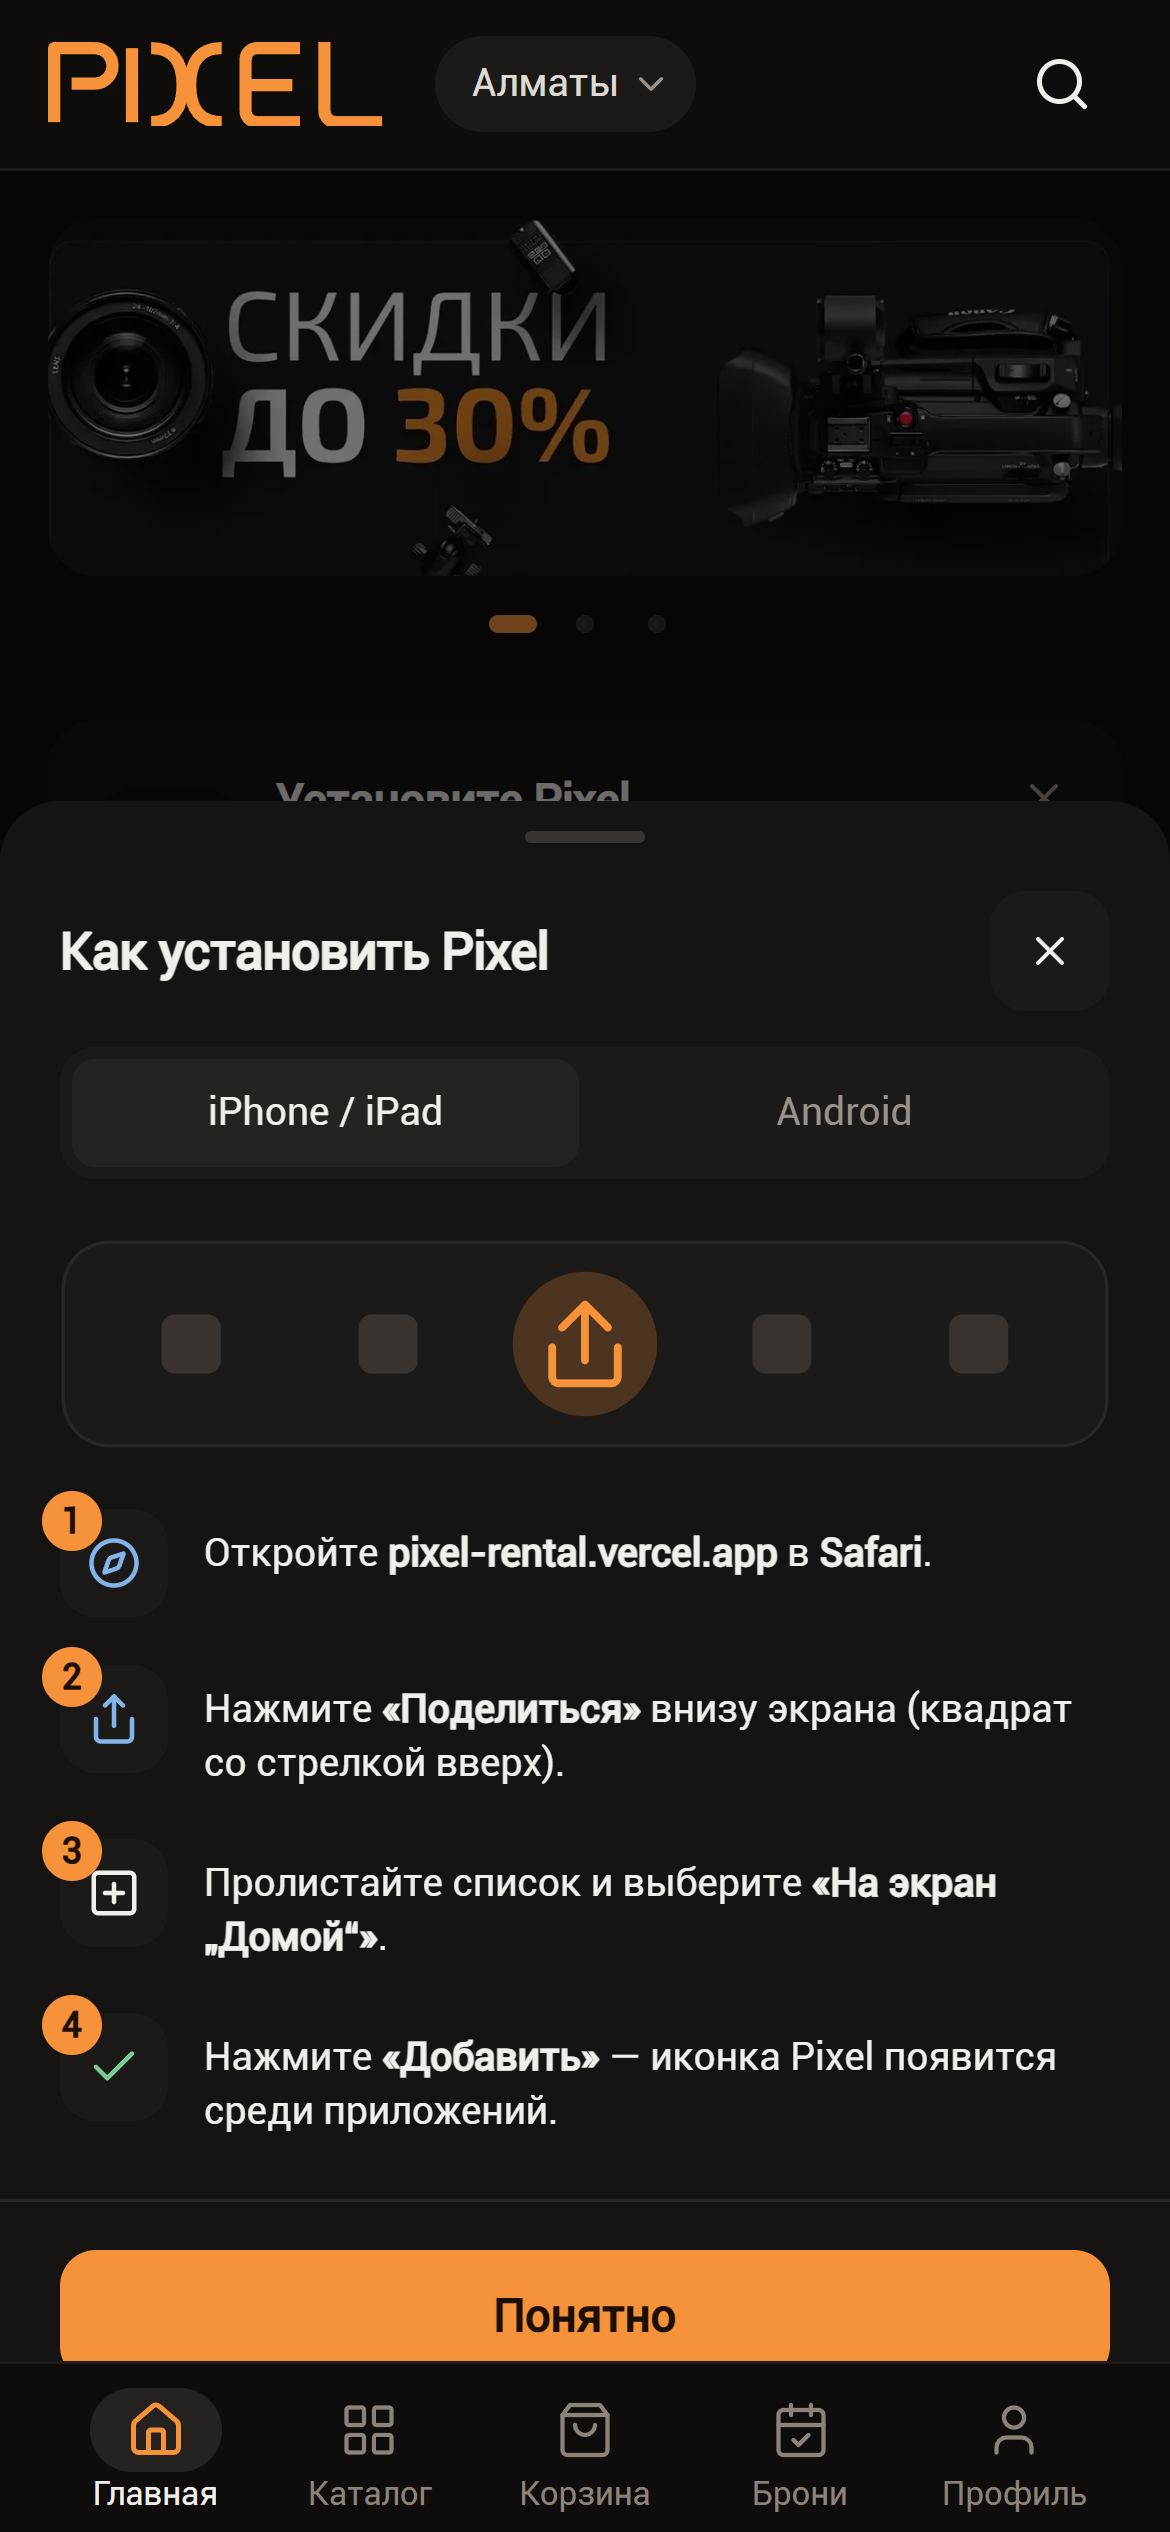 PIXEL
Алматы
СКИДКИ
ДО 30%
Установите Pixel
Как установить Pixel
iPhone / iPad
Android
1
Откройте pixel-rental.vercel.app в Safari.
2
Нажмите «Поделиться» внизу экрана (квадрат
со стрелкой вверх).
3
Пролистайте список и выберите «На экран
„Домой“».
4
Нажмите «Добавить» — иконка Pixel появится
среди приложений.
Понятно
Главная
Каталог
Корзина
Брони
Профиль